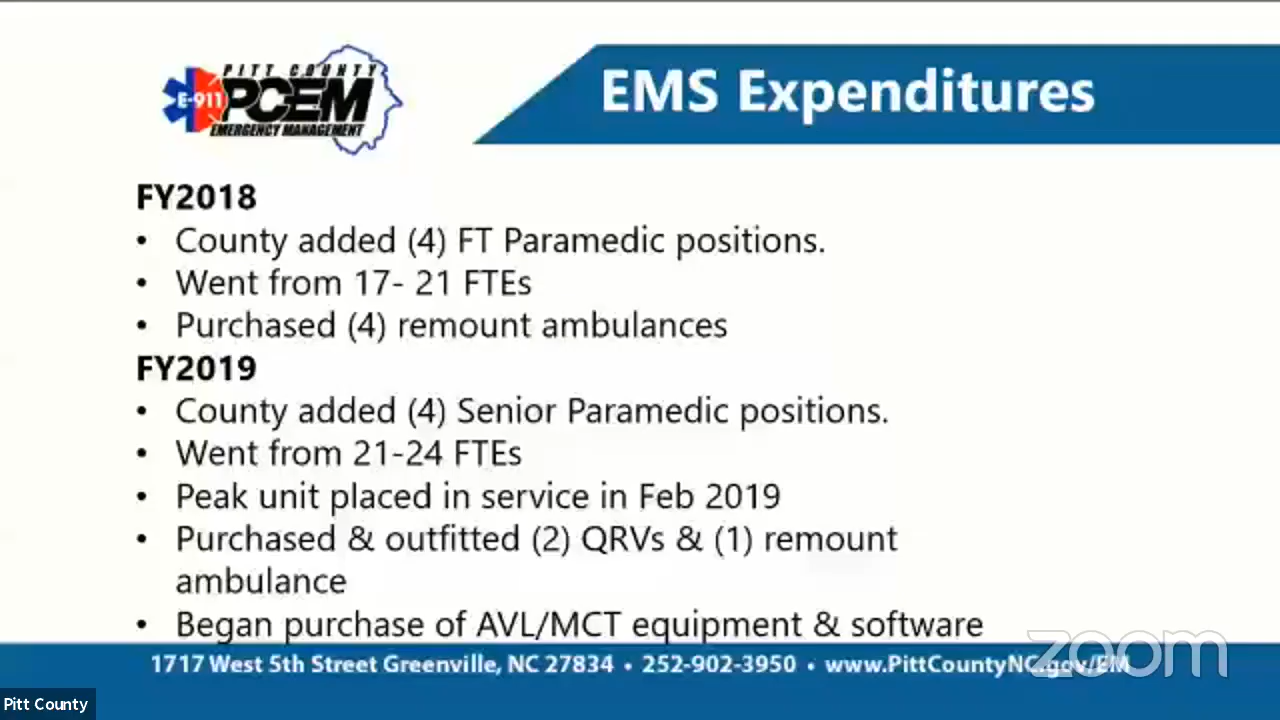 PITT COUNTY
E-911 PCEM
EMERGENCY MANAGEMENT
EMS Expenditures
FY2018
• County added (4) FT Paramedic positions.
• Went from 17- 21 FTEs
• Purchased (4) remount ambulances
FY2019
• County added (4) Senior Paramedic positions.
• Went from 21-24 FTEs
• Peak unit placed in service in Feb 2019
• Purchased & outfitted (2) QRVs & (1) remount
ambulance
• Began purchase of AVL/MCT equipment & software
1717 West 5th Street Greenville, NC 27834 • 252-902-3950 • www.PittCountyNC.gov/EM
zoom
Pitt County